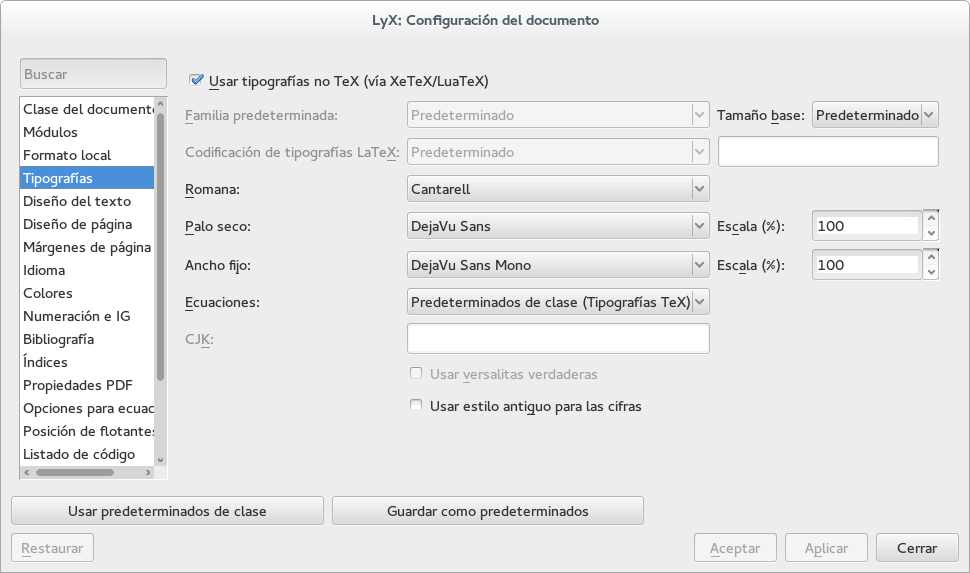 LyX: Configuración del documento
Buscar
Clase del documento
Módulos
Formato local
Tipografías
Diseño del texto
Diseño de página
Márgenes de página
Idioma
Colores
Numeración e IG
Bibliografía
Índices
Propiedades PDF
Opciones para ecuac
Posición de flotantes
Listado de código
Usar tipografías no TeX (vía XeTeX/LuaTeX)
Familia predeterminada: Predeterminado Tamaño base: Predeterminado
Codificación de tipografías LaTeX: Predeterminado
Romana: Cantarell
Palo seco: DejaVu Sans Escala (%): 100
Ancho fijo: DejaVu Sans Mono Escala (%): 100
Ecuaciones: Predeterminados de clase (Tipografías TeX)
CJK:
Usar versalitas verdaderas
Usar estilo antiguo para las cifras
Usar predeterminados de clase Guardar como predeterminados
Restaurar Aceptar Aplicar Cerrar